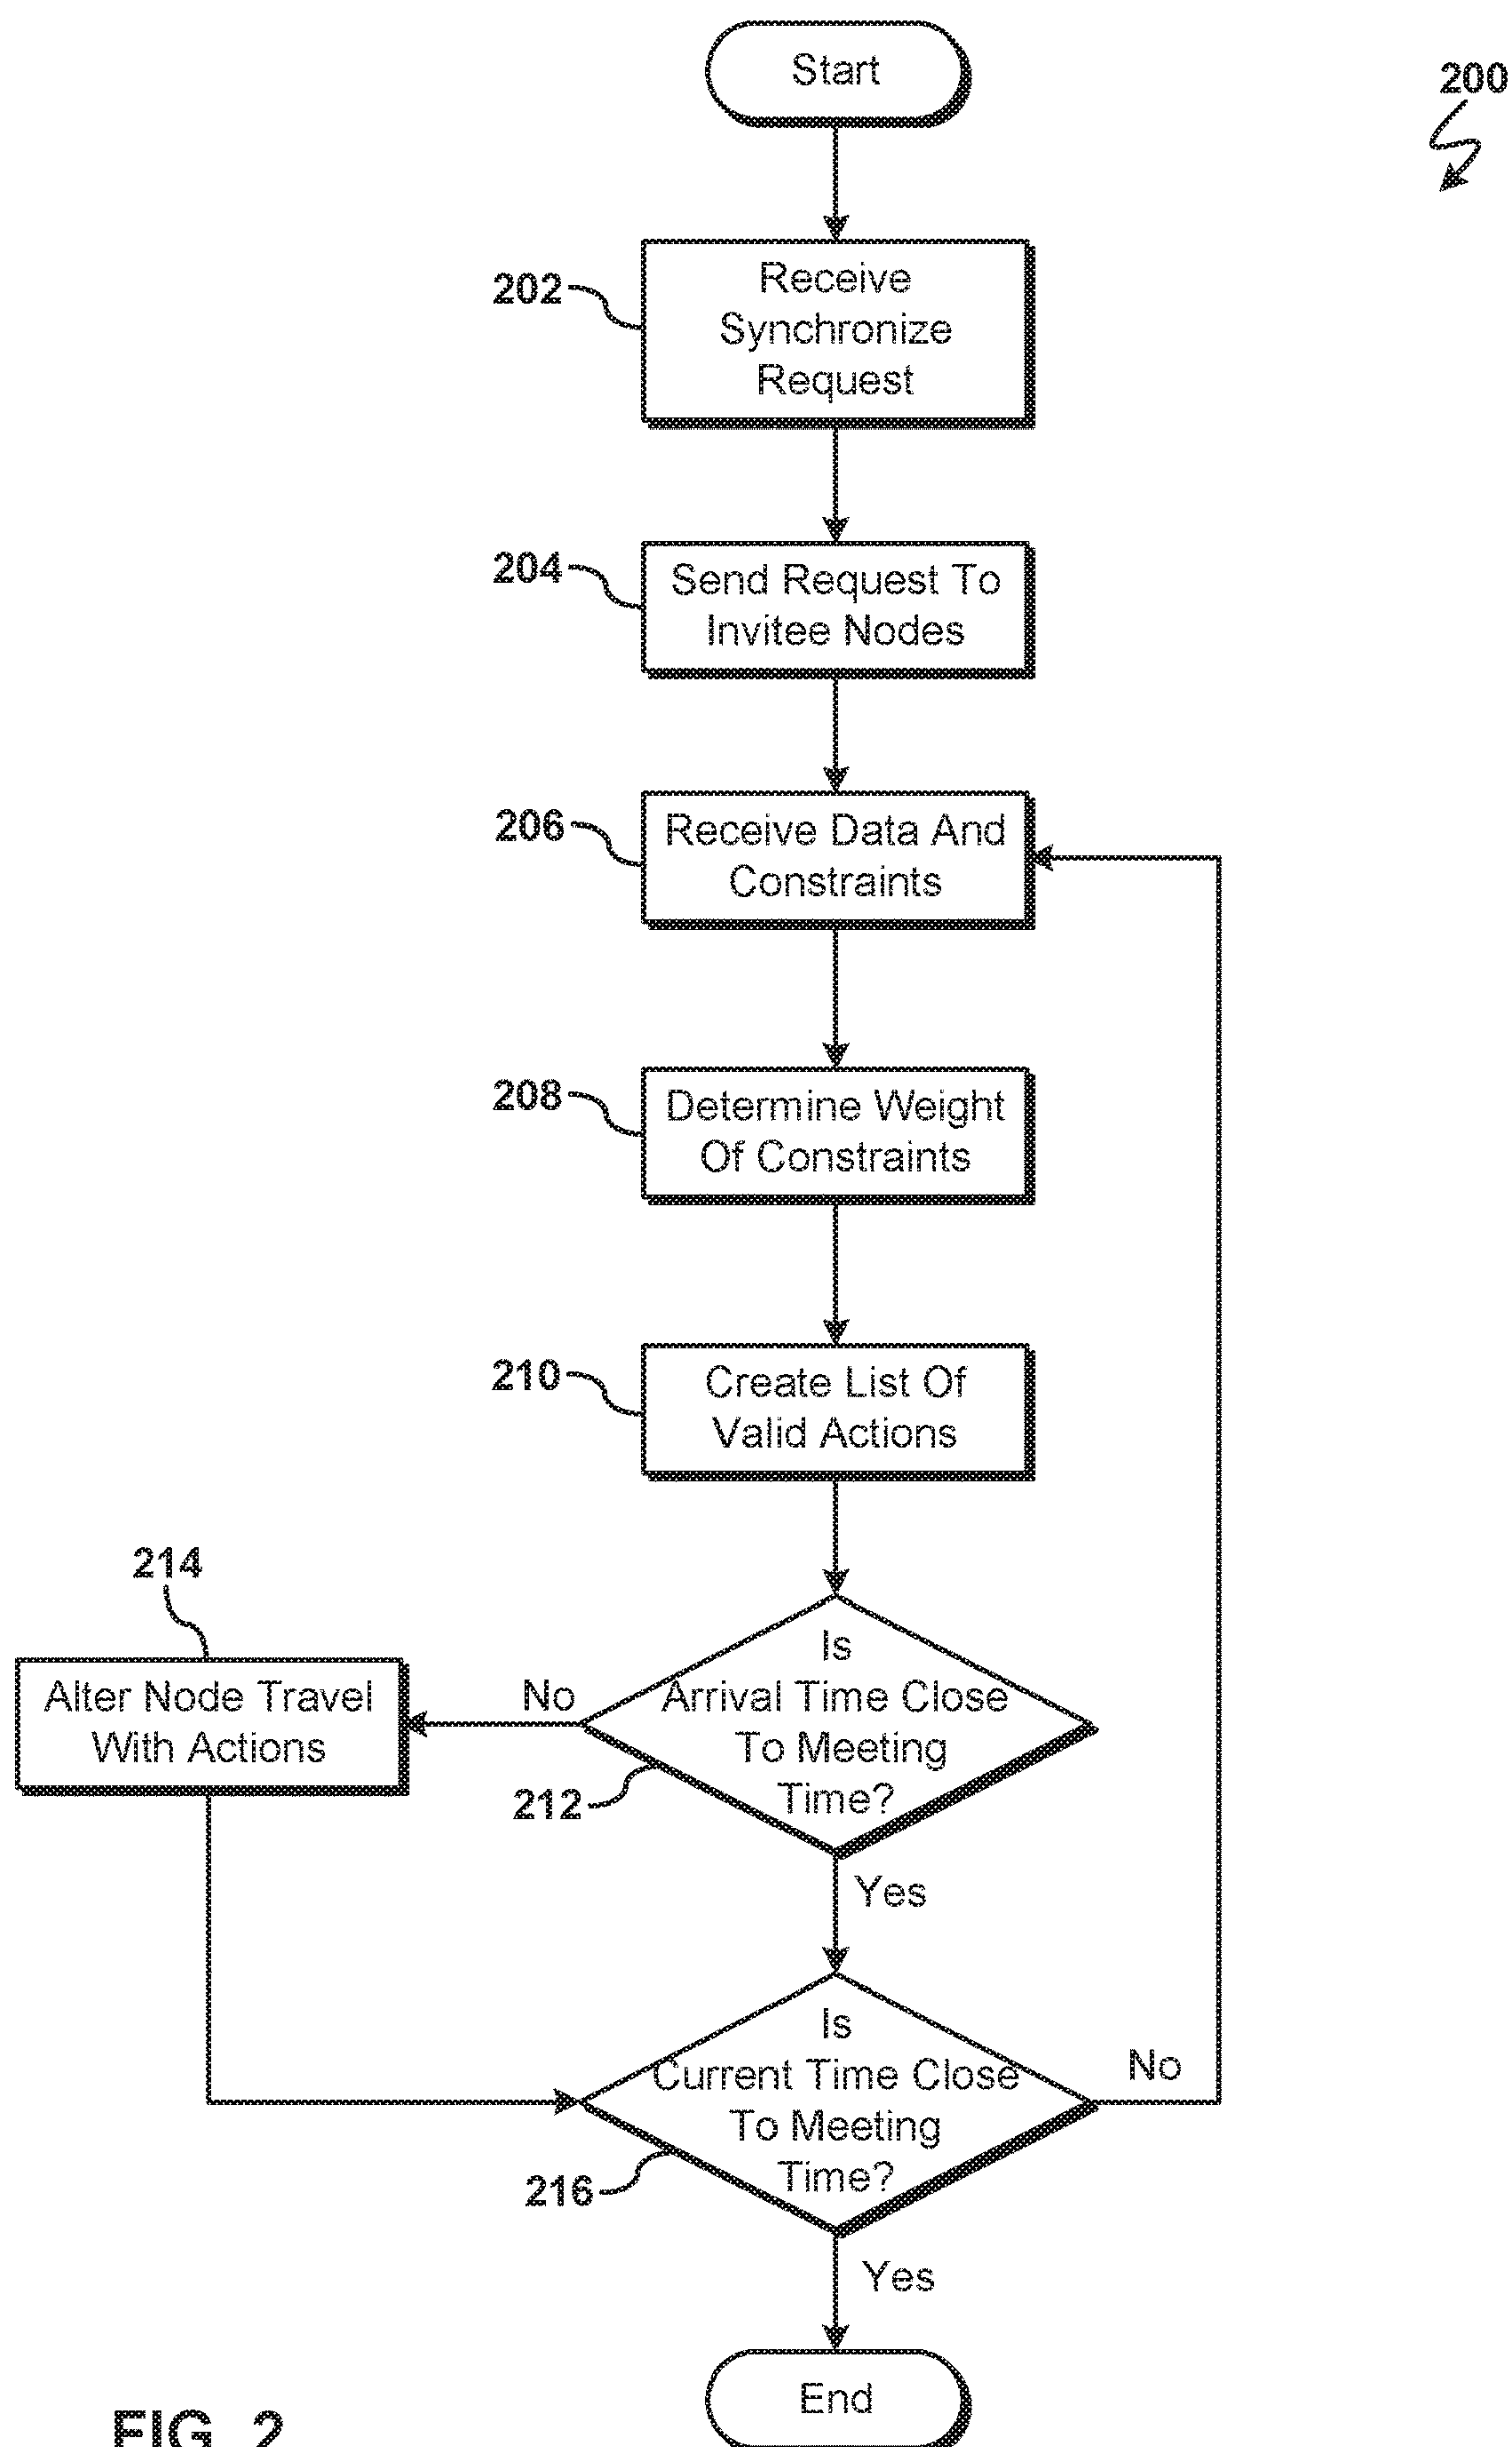 Start
200
202
Receive
Synchronize
Request
204
Send Request To
Invitee Nodes
206
Receive Data And
Constraints
208
Determine Weight
Of Constraints
210
Create List Of
Valid Actions
214
Alter Node Travel
With Actions
No
Is
Arrival Time Close
To Meeting
Time?
212
Yes
Is
Current Time Close
To Meeting
Time?
No
216
Yes
End
FIG. 2